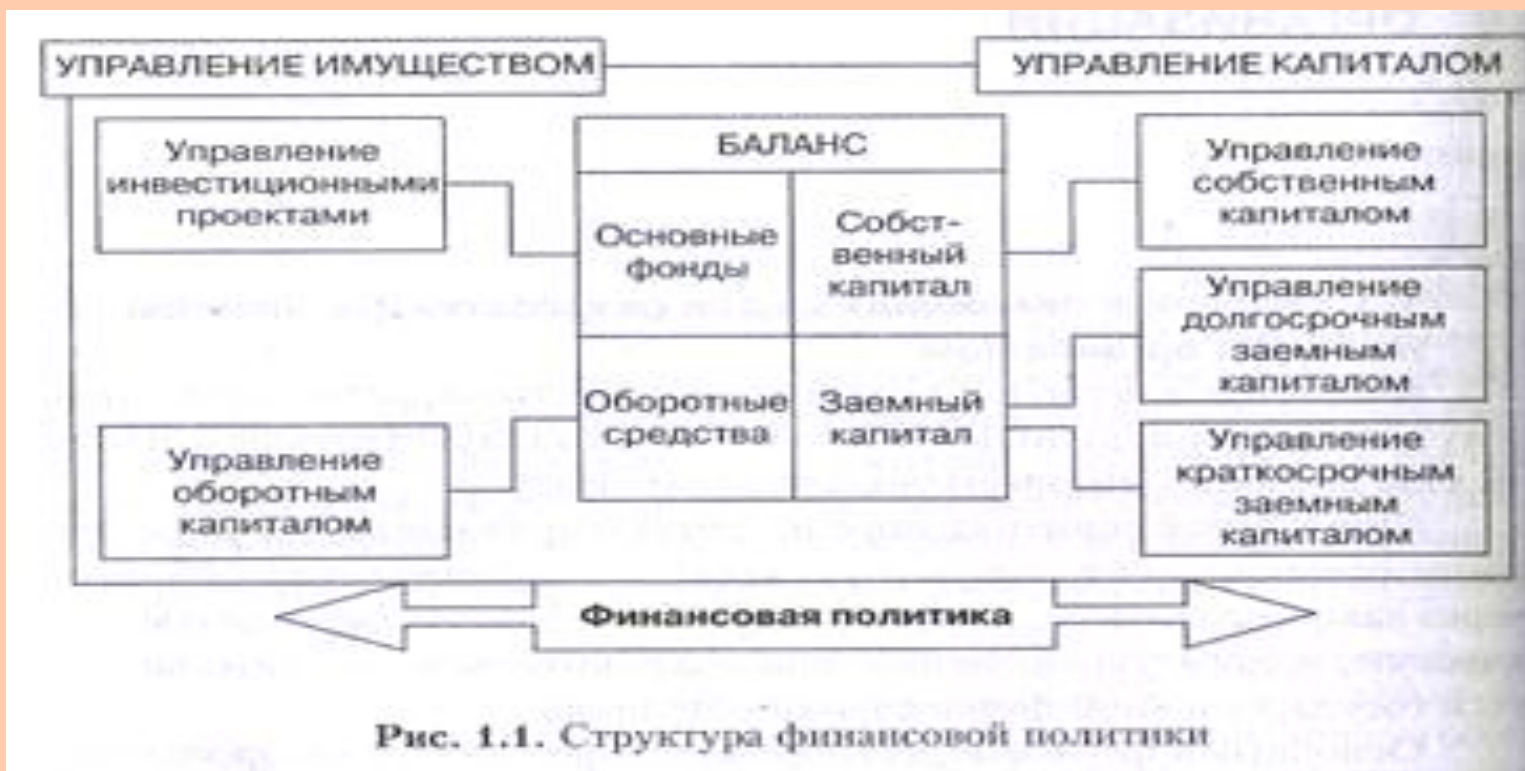 УПРАВЛЕНИЕ ИМУЩЕСТВОМ
УПРАВЛЕНИЕ КАПИТАЛОМ
Управление
инвестиционными
проектами
Управление
оборотным
капиталом
БАЛАНС
Основные
фонды
Собст-
венный
капитал
Оборотные
средства
Заемный
капитал
Управление
собственным
капиталом
Управление
долгосрочным
заемным
капиталом
Управление
краткосрочным
заемным
капиталом
Финансовая политика
Рис. 1.1. Структура финансовой политики